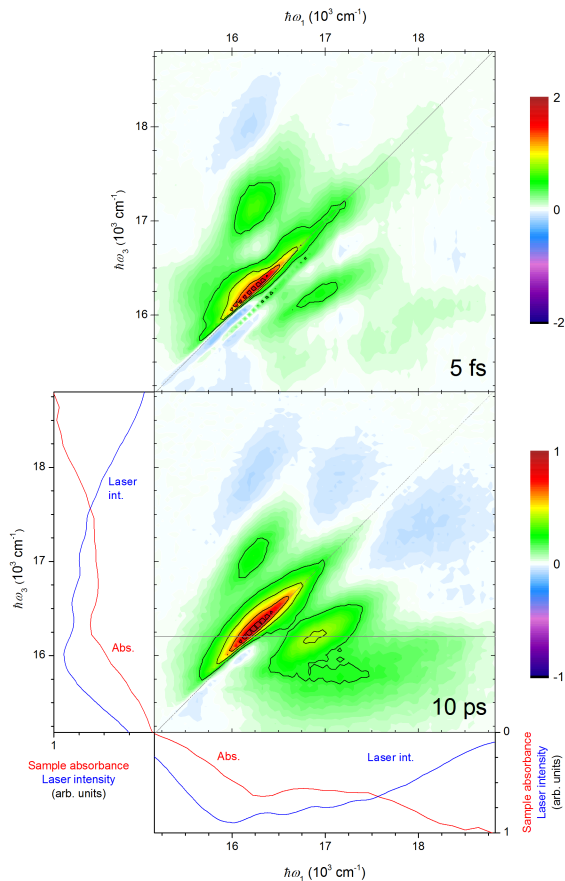 ℏω₁ (10³ cm⁻¹)
16 17 18
2
0
-2
18
17
16
ℏω₃ (10³ cm⁻¹)
5 fs
1
0
-1
18
17
16
ℏω₃ (10³ cm⁻¹)
Laser
int.
Abs.
10 ps
1
0
1
Abs.
Laser int.
Sample absorbance
Laser intensity
(arb. units)
Sample absorbance
Laser intensity
(arb. units)
16 17 18
ℏω₁ (10³ cm⁻¹)